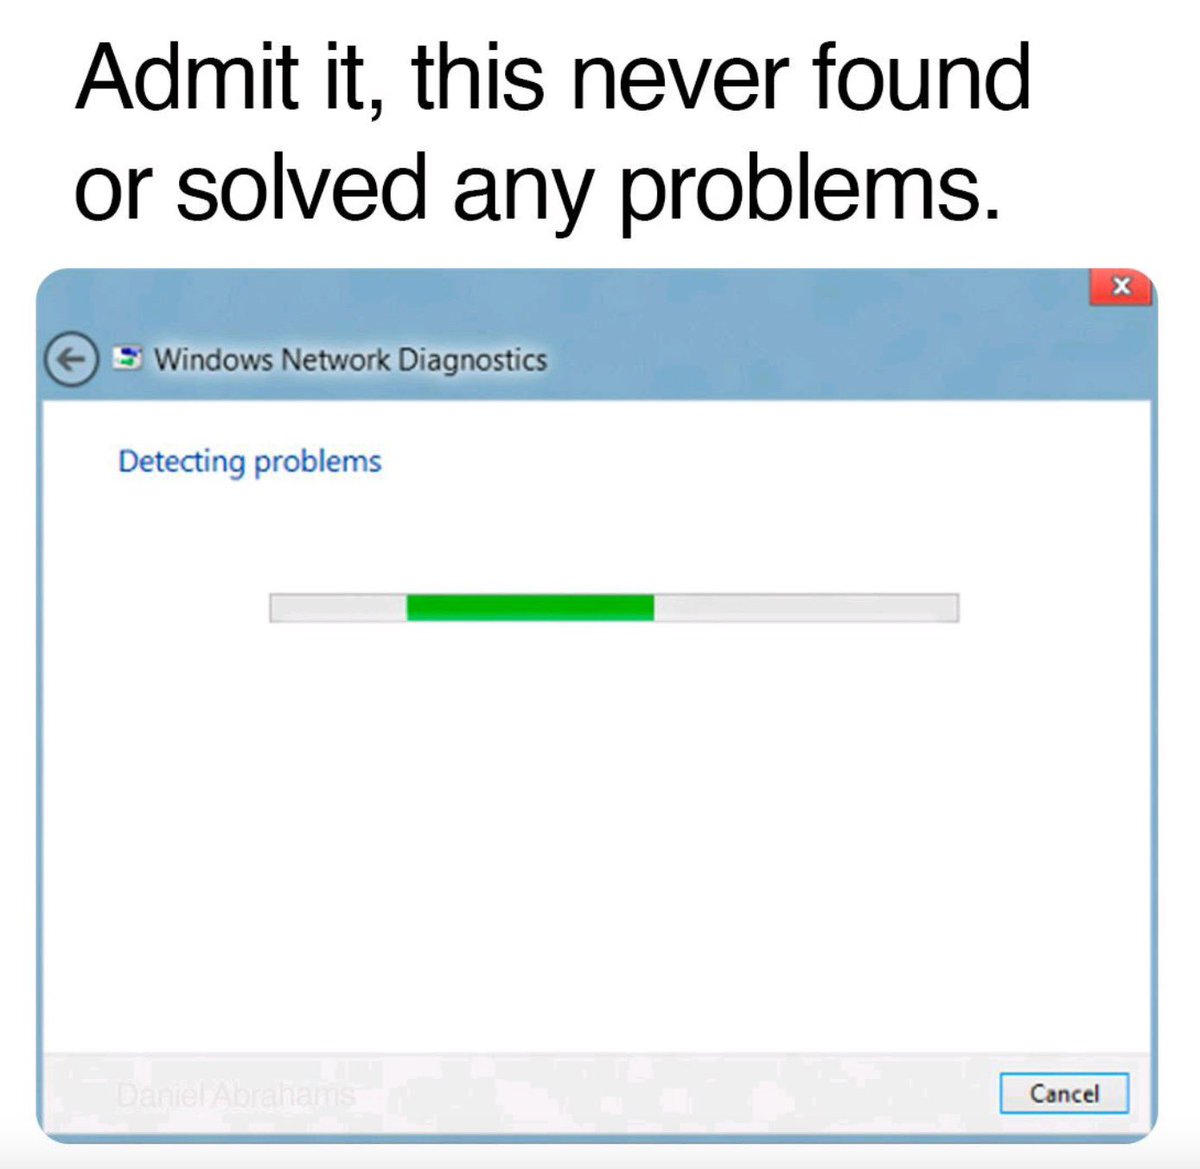 Admit it, this never found
or solved any problems.
x
Windows Network Diagnostics
Detecting problems
Daniel Abrahams
Cancel